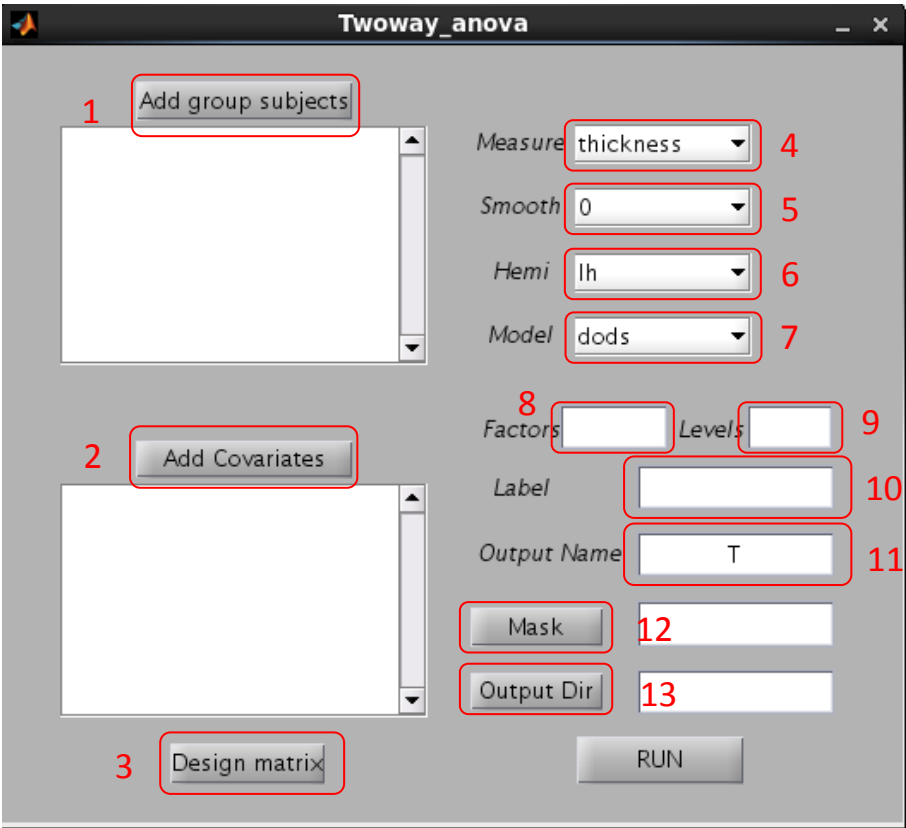 Twoway_anova
1 Add group subjects
Measure thickness 4
Smooth 0 5
Hemi lh 6
Model dods 7
8
Factors Levels 9
2 Add Covariates
Label 10
Output Name T 11
Mask 12
Output Dir 13
3 Design matrix
RUN